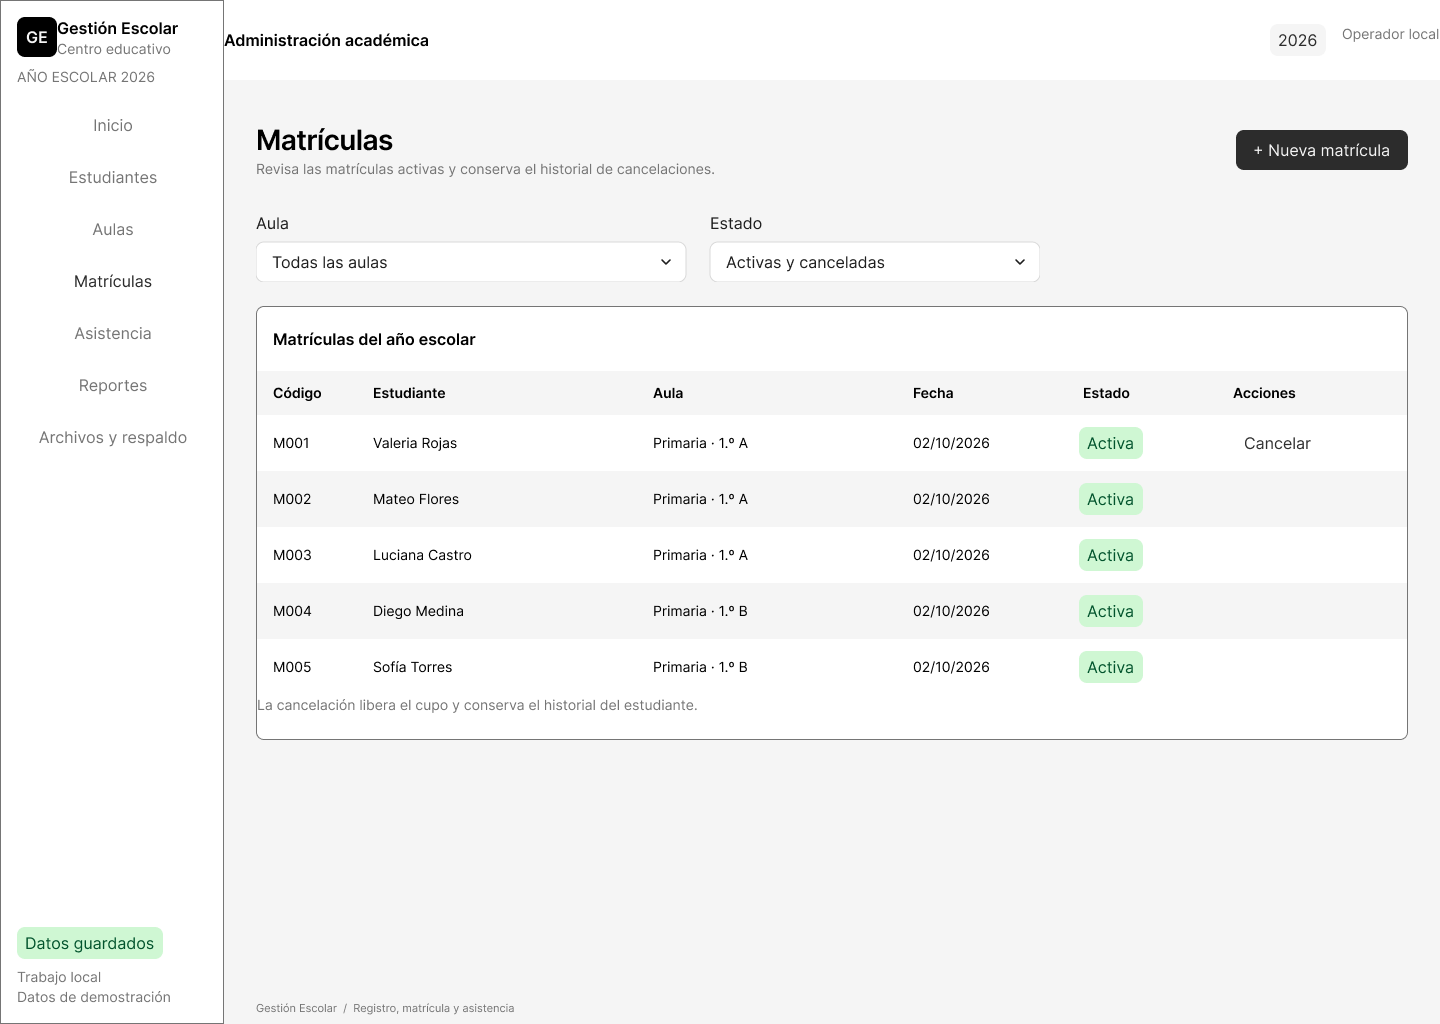 GE
Gestión Escolar
Centro educativo
AÑO ESCOLAR 2026
Inicio
Estudiantes
Aulas
Matrículas
Asistencia
Reportes
Archivos y respaldo
Datos guardados
Trabajo local
Datos de demostración
Administración académica
2026
Operador local
Matrículas
Revisa las matrículas activas y conserva el historial de cancelaciones.
+ Nueva matrícula
Aula
Estado
Todas las aulas
Activas y canceladas
Matrículas del año escolar
Código Estudiante Aula Fecha Estado Acciones
M001 Valeria Rojas Primaria · 1.º A 02/10/2026 Activa Cancelar
M002 Mateo Flores Primaria · 1.º A 02/10/2026 Activa
M003 Luciana Castro Primaria · 1.º A 02/10/2026 Activa
M004 Diego Medina Primaria · 1.º B 02/10/2026 Activa
M005 Sofía Torres Primaria · 1.º B 02/10/2026 Activa
La cancelación libera el cupo y conserva el historial del estudiante.
Gestión Escolar / Registro, matrícula y asistencia